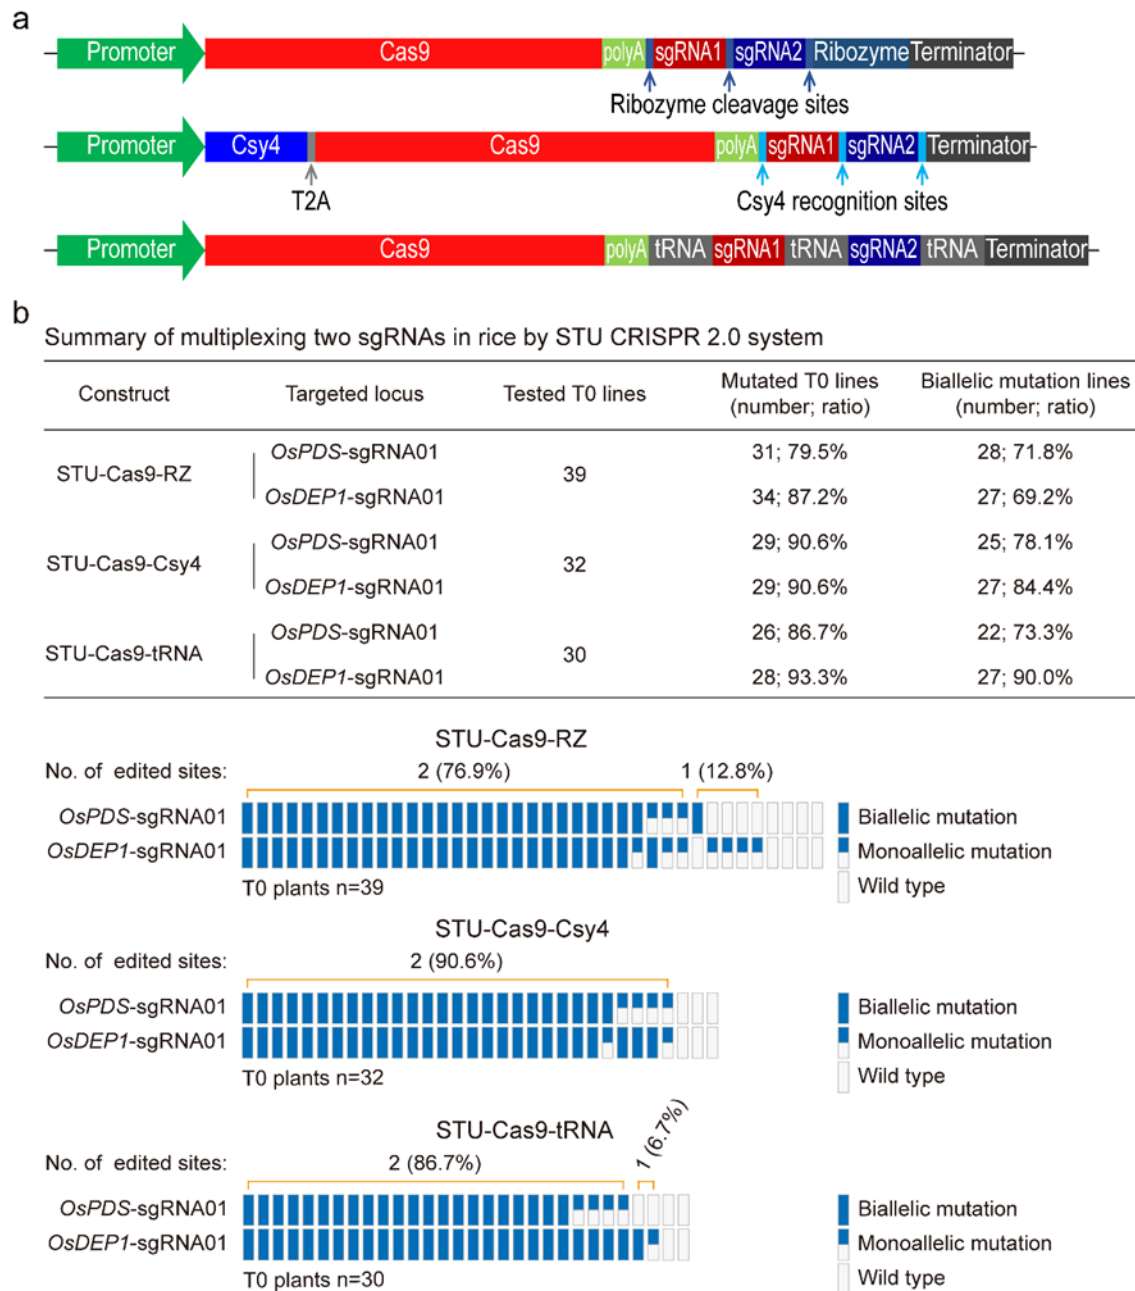 a
Promoter Cas9 polyA sgRNA1 sgRNA2 Ribozyme Terminator
Ribozyme cleavage sites
Promoter Csy4 Cas9 polyA sgRNA1 sgRNA2 Terminator
T2A Csy4 recognition sites
Promoter Cas9 polyA tRNA sgRNA1 tRNA sgRNA2 tRNA Terminator
b
Summary of multiplexing two sgRNAs in rice by STU CRISPR 2.0 system
Construct Targeted locus Tested T0 lines Mutated T0 lines (number; ratio) Biallelic mutation lines (number; ratio)
STU-Cas9-RZ OsPDS-sgRNA01 39 31; 79.5% 28; 71.8%
OsDEP1-sgRNA01 34; 87.2% 27; 69.2%
STU-Cas9-Csy4 OsPDS-sgRNA01 32 29; 90.6% 25; 78.1%
OsDEP1-sgRNA01 29; 90.6% 27; 84.4%
STU-Cas9-tRNA OsPDS-sgRNA01 30 26; 86.7% 22; 73.3%
OsDEP1-sgRNA01 28; 93.3% 27; 90.0%
STU-Cas9-RZ
No. of edited sites: 2 (76.9%) 1 (12.8%)
OsPDS-sgRNA01 Biallelic mutation
OsDEP1-sgRNA01 Monoallelic mutation
T0 plants n=39 Wild type
STU-Cas9-Csy4
No. of edited sites: 2 (90.6%)
OsPDS-sgRNA01 Biallelic mutation
OsDEP1-sgRNA01 Monoallelic mutation
T0 plants n=32 Wild type
STU-Cas9-tRNA
No. of edited sites: 2 (86.7%) 1 (6.7%)
OsPDS-sgRNA01 Biallelic mutation
OsDEP1-sgRNA01 Monoallelic mutation
T0 plants n=30 Wild type